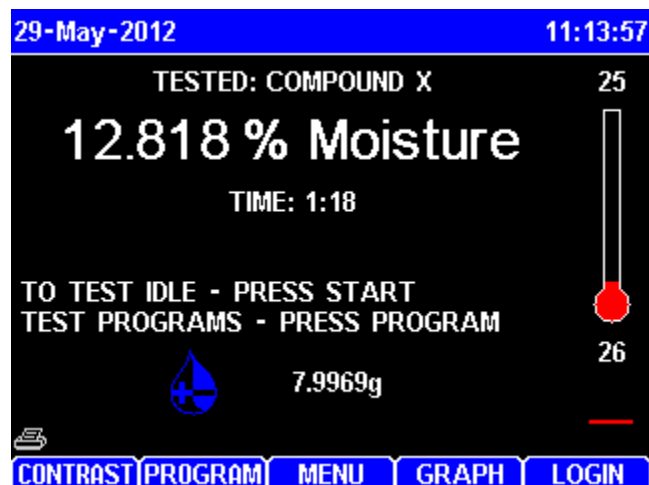 29-May-2012 11:13:57
TESTED: COMPOUND X 25
12.818 % Moisture
TIME: 1:18
TO TEST IDLE - PRESS START
TEST PROGRAMS - PRESS PROGRAM
26
7.9969g
CONTRAST PROGRAM MENU GRAPH LOGIN